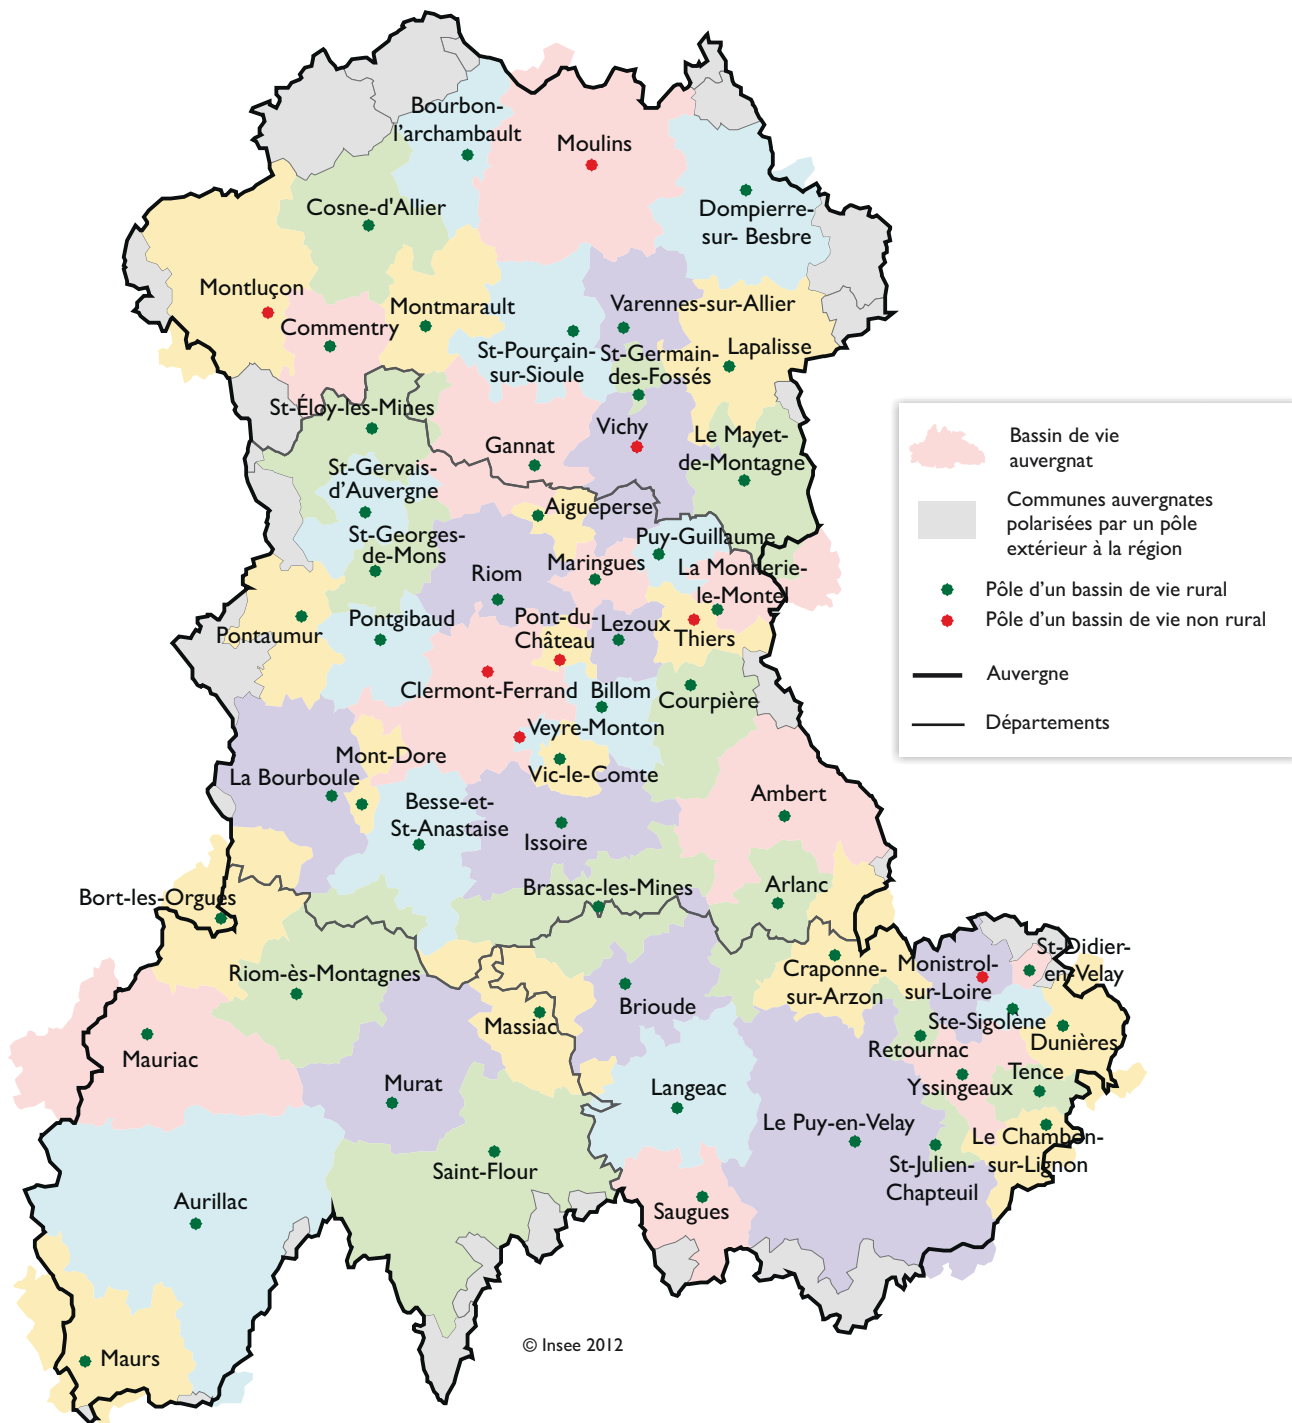 Bourbon-
l'archambault
Moulins
Cosne-d'Allier
Dompierre-
sur- Besbre
Montluçon
Commentry
Montmarault
Varennes-sur-Allier
St-Pourçain-
sur-Sioule
St-Germain-
des-Fossés
Lapalisse
St-Éloy-les-Mines
Gannat
Vichy
Le Mayet-
de-Montagne
St-Gervais-
d'Auvergne
Aigueperse
St-Georges-
de-Mons
Puy-Guillaume
Riom
Maringues
La Monnerie-
le-Montel
Pontaumur
Pontgibaud
Pont-du-
Château
Lezoux
Thiers
Clermont-Ferrand
Billom
Courpière
Veyre-Monton
Mont-Dore
La Bourboule
Vic-le-Comte
Besse-et-
St-Anastaise
Ambert
Issoire
Bort-les-Orgues
Brassac-les-Mines
Arlanc
Riom-ès-Montagnes
Craponne-
sur-Arzon
Monistrol-
sur-Loire
St-Didier-
en-Velay
Massiac
Brioude
Ste-Sigolène
Retournac
Dunières
Mauriac
Murat
Langeac
Yssingeaux
Tence
Le Puy-en-Velay
Le Chambon-
sur-Lignon
Saint-Flour
St-Julien-
Chapteuil
Aurillac
Saugues
Maurs
© Insee 2012
Bassin de vie
auvergnat
Communes auvergnates
polarisées par un pôle
extérieur à la région
Pôle d'un bassin de vie rural
Pôle d'un bassin de vie non rural
Auvergne
Départements